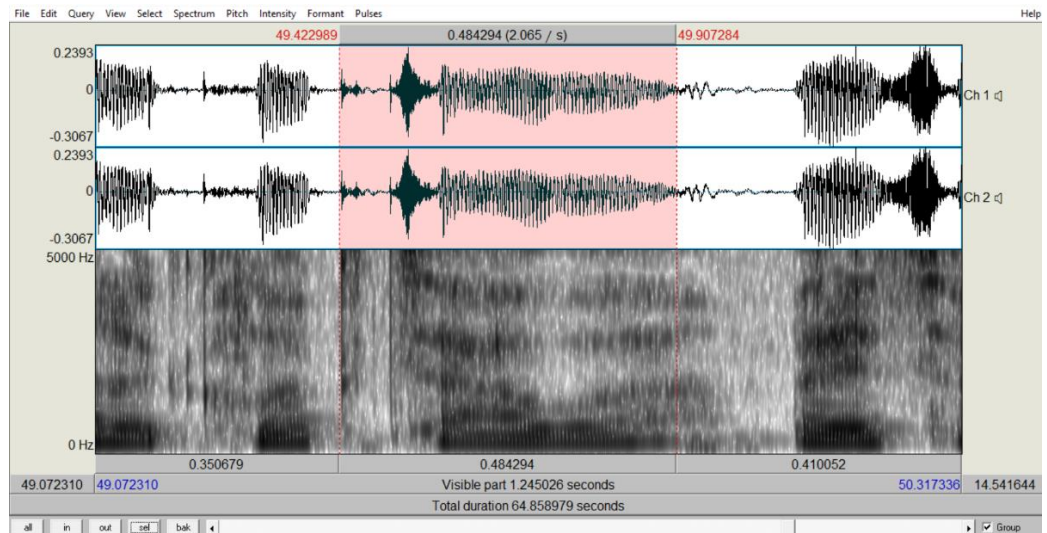 File Edit Query View Select Spectrum Pitch Intensity Formant Pulses Help
49.422989 0.484294 (2.065 / s) 49.907284
0.2393
0
-0.3067
Ch 1
0.2393
0
-0.3067
Ch 2
5000 Hz
0 Hz
0.350679 0.484294 0.410052
49.072310 49.072310 Visible part 1.245026 seconds 50.317336 14.541644
Total duration 64.858979 seconds
all in out sel bak Group